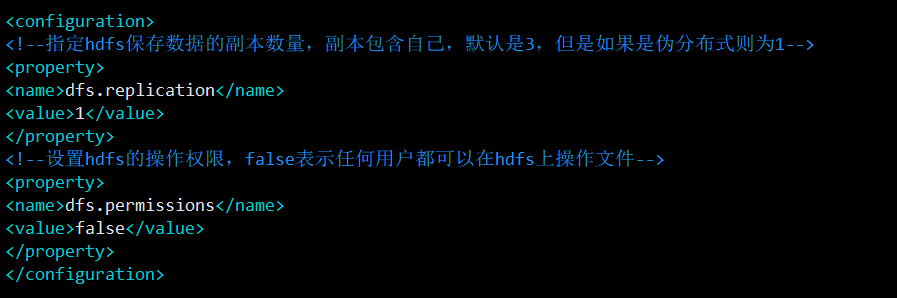 <configuration>
<!--指定hdfs保存数据的副本数量，副本包含自己，默认是3，但是如果是伪分布式则为1-->
<property>
<name>dfs.replication</name>
<value>1</value>
</property>
<!--设置hdfs的操作权限，false表示任何用户都可以在hdfs上操作文件-->
<property>
<name>dfs.permissions</name>
<value>false</value>
</property>
</configuration>